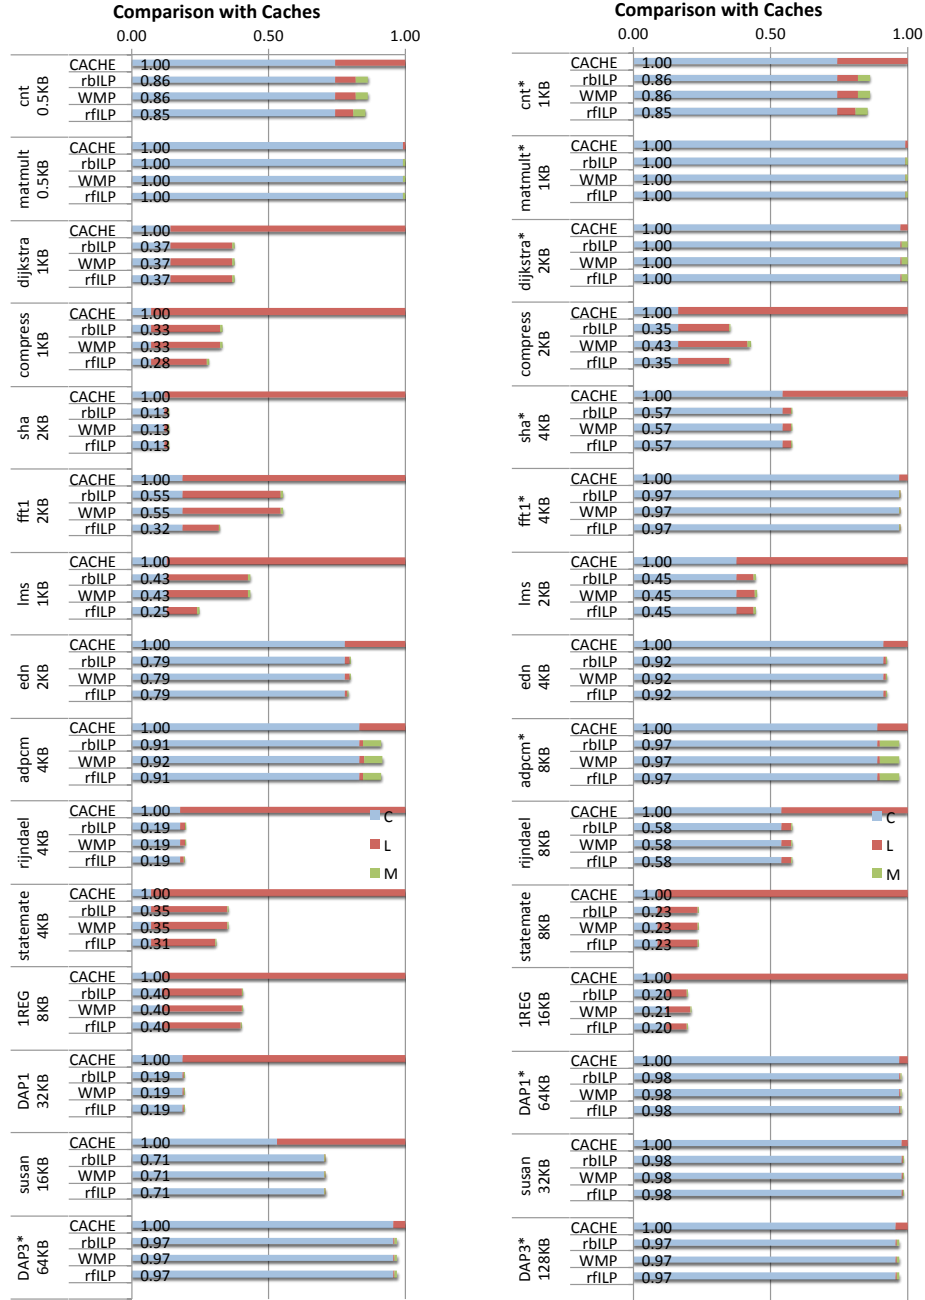 Comparison with Caches
0.00 0.50 1.00
cnt
0.5KB
CACHE 1.00
rbILP 0.86
WMP 0.86
rfILP 0.85
matmult
0.5KB
CACHE 1.00
rbILP 1.00
WMP 1.00
rfILP 1.00
dijkstra
1KB
CACHE 1.00
rbILP 0.37
WMP 0.37
rfILP 0.37
compress
1KB
CACHE 1.00
rbILP 0.33
WMP 0.33
rfILP 0.28
sha
2KB
CACHE 1.00
rbILP 0.13
WMP 0.13
rfILP 0.13
fft1
2KB
CACHE 1.00
rbILP 0.55
WMP 0.55
rfILP 0.32
lms
1KB
CACHE 1.00
rbILP 0.43
WMP 0.43
rfILP 0.25
edn
2KB
CACHE 1.00
rbILP 0.79
WMP 0.79
rfILP 0.79
adpcm
4KB
CACHE 1.00
rbILP 0.91
WMP 0.92
rfILP 0.91
rijndael
4KB
CACHE 1.00
rbILP 0.19
WMP 0.19
rfILP 0.19
C
L
M
statemate
4KB
CACHE 1.00
rbILP 0.35
WMP 0.35
rfILP 0.31
1REG
8KB
CACHE 1.00
rbILP 0.40
WMP 0.40
rfILP 0.40
DAP1
32KB
CACHE 1.00
rbILP 0.19
WMP 0.19
rfILP 0.19
susan
16KB
CACHE 1.00
rbILP 0.71
WMP 0.71
rfILP 0.71
DAP3*
64KB
CACHE 1.00
rbILP 0.97
WMP 0.97
rfILP 0.97
Comparison with Caches
0.00 0.50 1.00
cnt*
1KB
CACHE 1.00
rbILP 0.86
WMP 0.86
rfILP 0.85
matmult*
1KB
CACHE 1.00
rbILP 1.00
WMP 1.00
rfILP 1.00
dijkstra*
2KB
CACHE 1.00
rbILP 1.00
WMP 1.00
rfILP 1.00
compress
2KB
CACHE 1.00
rbILP 0.35
WMP 0.43
rfILP 0.35
sha*
4KB
CACHE 1.00
rbILP 0.57
WMP 0.57
rfILP 0.57
fft1*
4KB
CACHE 1.00
rbILP 0.97
WMP 0.97
rfILP 0.97
lms
2KB
CACHE 1.00
rbILP 0.45
WMP 0.45
rfILP 0.45
edn
4KB
CACHE 1.00
rbILP 0.92
WMP 0.92
rfILP 0.92
adpcm*
8KB
CACHE 1.00
rbILP 0.97
WMP 0.97
rfILP 0.97
rijndael
8KB
CACHE 1.00
rbILP 0.58
WMP 0.58
rfILP 0.58
C
L
M
statemate
8KB
CACHE 1.00
rbILP 0.23
WMP 0.23
rfILP 0.23
1REG
16KB
CACHE 1.00
rbILP 0.20
WMP 0.21
rfILP 0.20
DAP1*
64KB
CACHE 1.00
rbILP 0.98
WMP 0.98
rfILP 0.98
susan
32KB
CACHE 1.00
rbILP 0.98
WMP 0.98
rfILP 0.98
DAP3*
128KB
CACHE 1.00
rbILP 0.97
WMP 0.97
rfILP 0.97